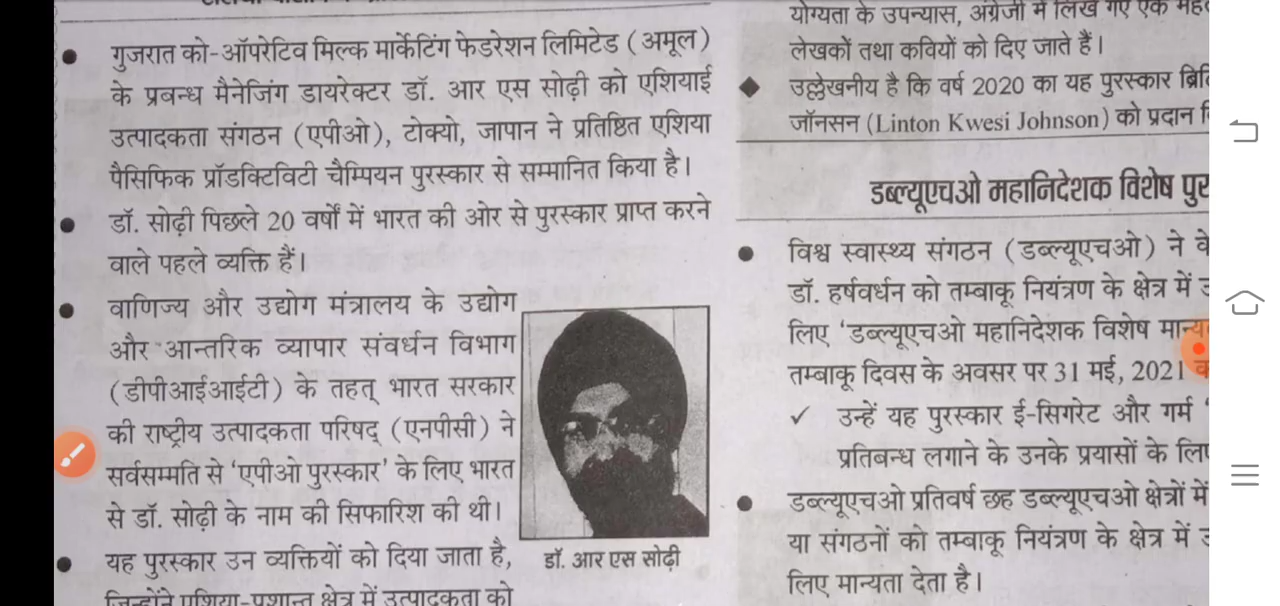 गुजरात को-ऑपरेटिव मिल्क मार्केटिंग फेडरेशन लिमिटेड (अमूल)
के प्रबन्ध मैनेजिंग डायरेक्टर डॉ. आर एस सोढ़ी को एशियाई
उत्पादकता संगठन (एपीओ), टोक्यो, जापान ने प्रतिष्ठित एशिया
पैसिफिक प्रॉडक्टिविटी चैम्पियन पुरस्कार से सम्मानित किया है।
डॉ. सोढ़ी पिछले 20 वर्षों में भारत की ओर से पुरस्कार प्राप्त करने
वाले पहले व्यक्ति हैं।
वाणिज्य और उद्योग मंत्रालय के उद्योग
और आन्तरिक व्यापार संवर्धन विभाग
(डीपीआईआईटी) के तहत् भारत सरकार
की राष्ट्रीय उत्पादकता परिषद् (एनपीसी) ने
सर्वसम्मति से 'एपीओ पुरस्कार' के लिए भारत
से डॉ. सोढ़ी के नाम की सिफारिश की थी।
यह पुरस्कार उन व्यक्तियों को दिया जाता है,
जिन्होंने एशिया-प्रशान्त क्षेत्र में उत्पादकता को
डॉ. आर एस सोढ़ी
योग्यता के उपन्यास, अंग्रेजी में लिखे गए एक
लेखकों तथा कवियों को दिए जाते हैं।
उल्लेखनीय है कि वर्ष 2020 का यह पुरस्कार
जॉनसन (Linton Kwesi Johnson) को प्रदान
डब्ल्यूएचओ महानिदेशक विशेष
विश्व स्वास्थ्य संगठन (डब्ल्यूएचओ) ने
डॉ. हर्षवर्धन को तम्बाकू नियंत्रण के क्षेत्र में
लिए 'डब्ल्यूएचओ महानिदेशक विशेष
तम्बाकू दिवस के अवसर पर 31 मई, 2021
✓ उन्हें यह पुरस्कार ई-सिगरेट और गर्म
प्रतिबन्ध लगाने के उनके प्रयासों के
डब्ल्यूएचओ प्रतिवर्ष छह डब्ल्यूएचओ क्षेत्रों में
या संगठनों को तम्बाकू नियंत्रण के क्षेत्र में
लिए मान्यता देता है।